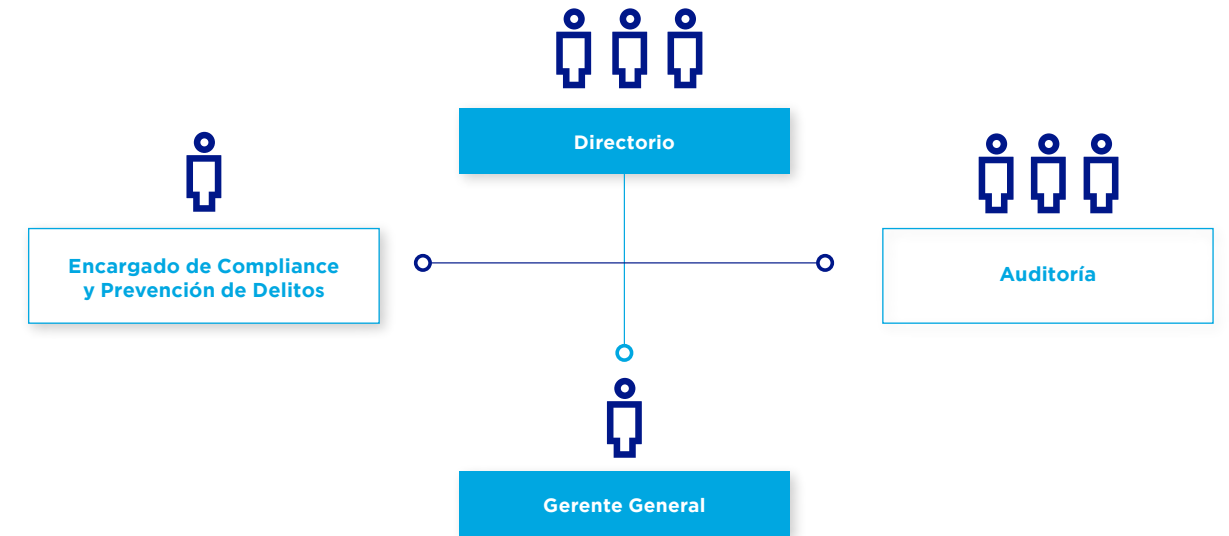 Directorio
Encargado de Compliance
y Prevención de Delitos
Auditoría
Gerente General